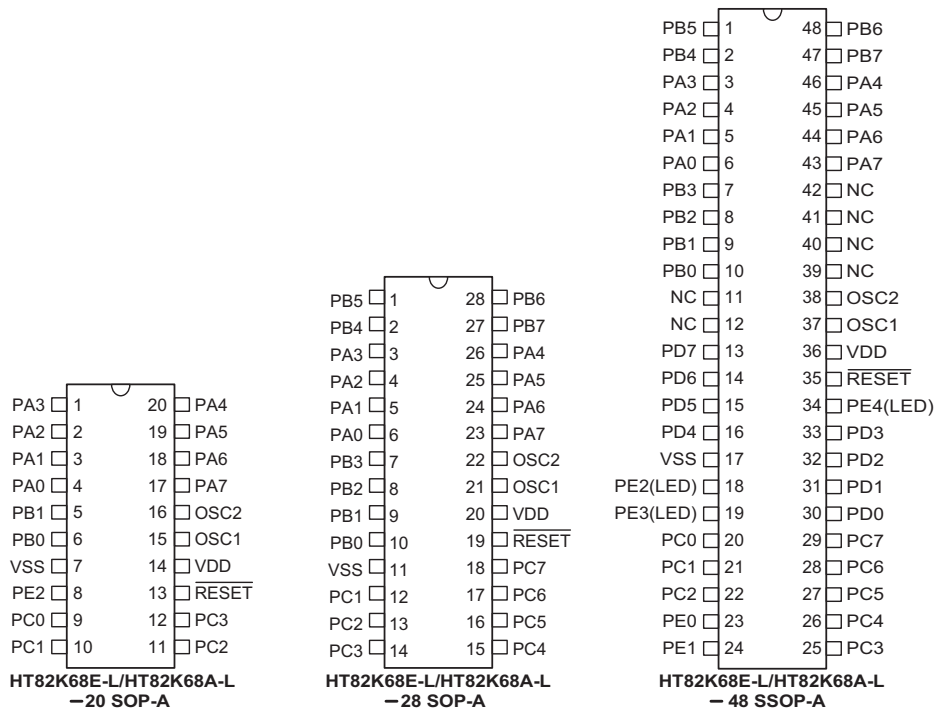 PB5 1 48 PB6
PB4 2 47 PB7
PA3 3 46 PA4
PA2 4 45 PA5
PA1 5 44 PA6
PA0 6 43 PA7
PB3 7 42 NC
PB2 8 41 NC
PB1 9 40 NC
PB0 10 39 NC
NC 11 38 OSC2
NC 12 37 OSC1
PD7 13 36 VDD
PD6 14 35 RESET
PD5 15 34 PE4(LED)
PD4 16 33 PD3
VSS 17 32 PD2
PE2(LED) 18 31 PD1
PE3(LED) 19 30 PD0
PC0 20 29 PC7
PC1 21 28 PC6
PC2 22 27 PC5
PE0 23 26 PC4
PE1 24 25 PC3
HT82K68E-L/HT82K68A-L
–48 SSOP-A
PB5 1 28 PB6
PB4 2 27 PB7
PA3 3 26 PA4
PA2 4 25 PA5
PA1 5 24 PA6
PA0 6 23 PA7
PB3 7 22 OSC2
PB2 8 21 OSC1
PB1 9 20 VDD
PB0 10 19 RESET
VSS 11 18 PC7
PC1 12 17 PC6
PC2 13 16 PC5
PC3 14 15 PC4
HT82K68E-L/HT82K68A-L
–28 SOP-A
PA3 1 20 PA4
PA2 2 19 PA5
PA1 3 18 PA6
PA0 4 17 PA7
PB1 5 16 OSC2
PB0 6 15 OSC1
VSS 7 14 VDD
PE2 8 13 RESET
PC0 9 12 PC3
PC1 10 11 PC2
HT82K68E-L/HT82K68A-L
–20 SOP-A